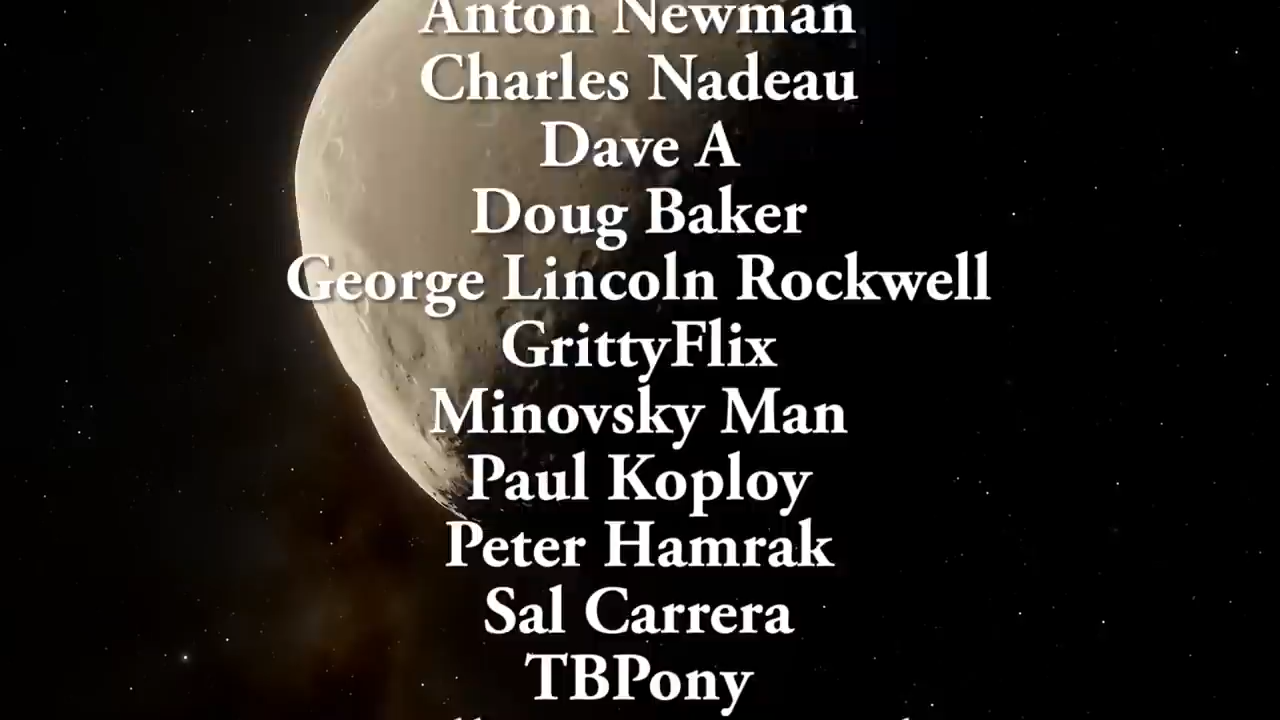 Anton Newman
Charles Nadeau
Dave A
Doug Baker
George Lincoln Rockwell
GrittyFlix
Minovsky Man
Paul Koploy
Peter Hamrak
Sal Carrera
TBPony